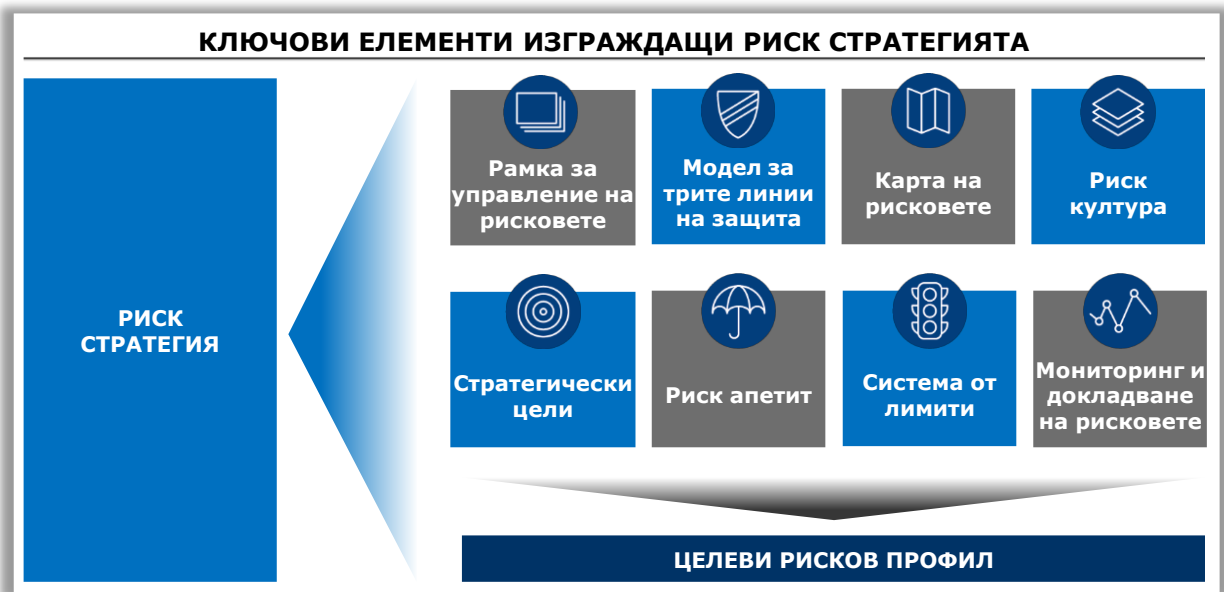 КЛЮЧОВИ ЕЛЕМЕНТИ ИЗГРАЖДАЩИ РИСК СТРАТЕГИЯТА
РИСК
СТРАТЕГИЯ
Рамка за
управление на
рисковете
Модел за
трите линии
на защита
Карта на
рисковете
Риск
култура
Стратегически
цели
Риск апетит
Система от
лимити
Мониторинг и
докладване
на рисковете
ЦЕЛЕВИ РИСКОВ ПРОФИЛ